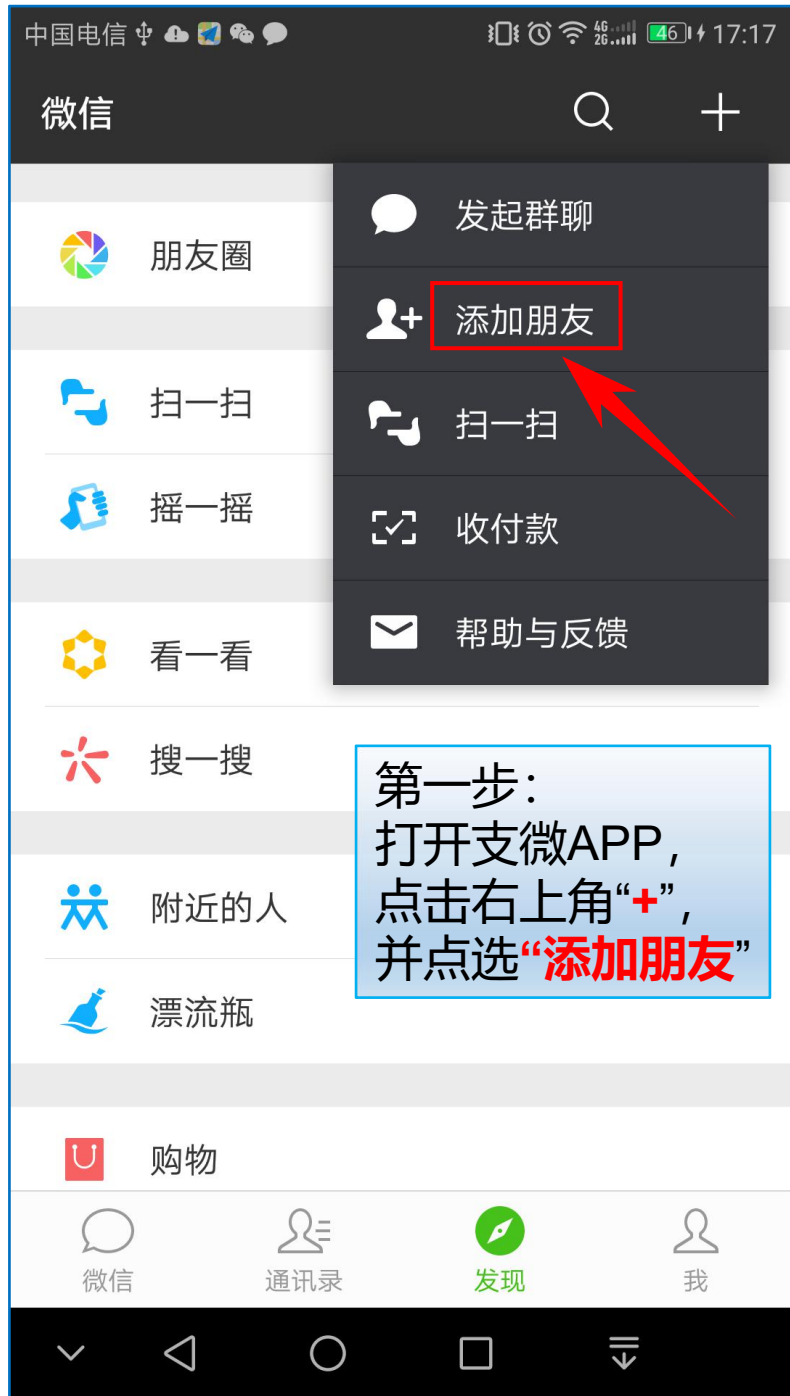 中国电信 4G 2G 46 17:17
微信
发起群聊
朋友圈
添加朋友
扫一扫
扫一扫
摇一摇
收付款
看一看
帮助与反馈
搜一搜
第一步：
打开支微APP，
点击右上角“+”，
并点选“添加朋友”
附近的人
漂流瓶
购物
微信 通讯录 发现 我